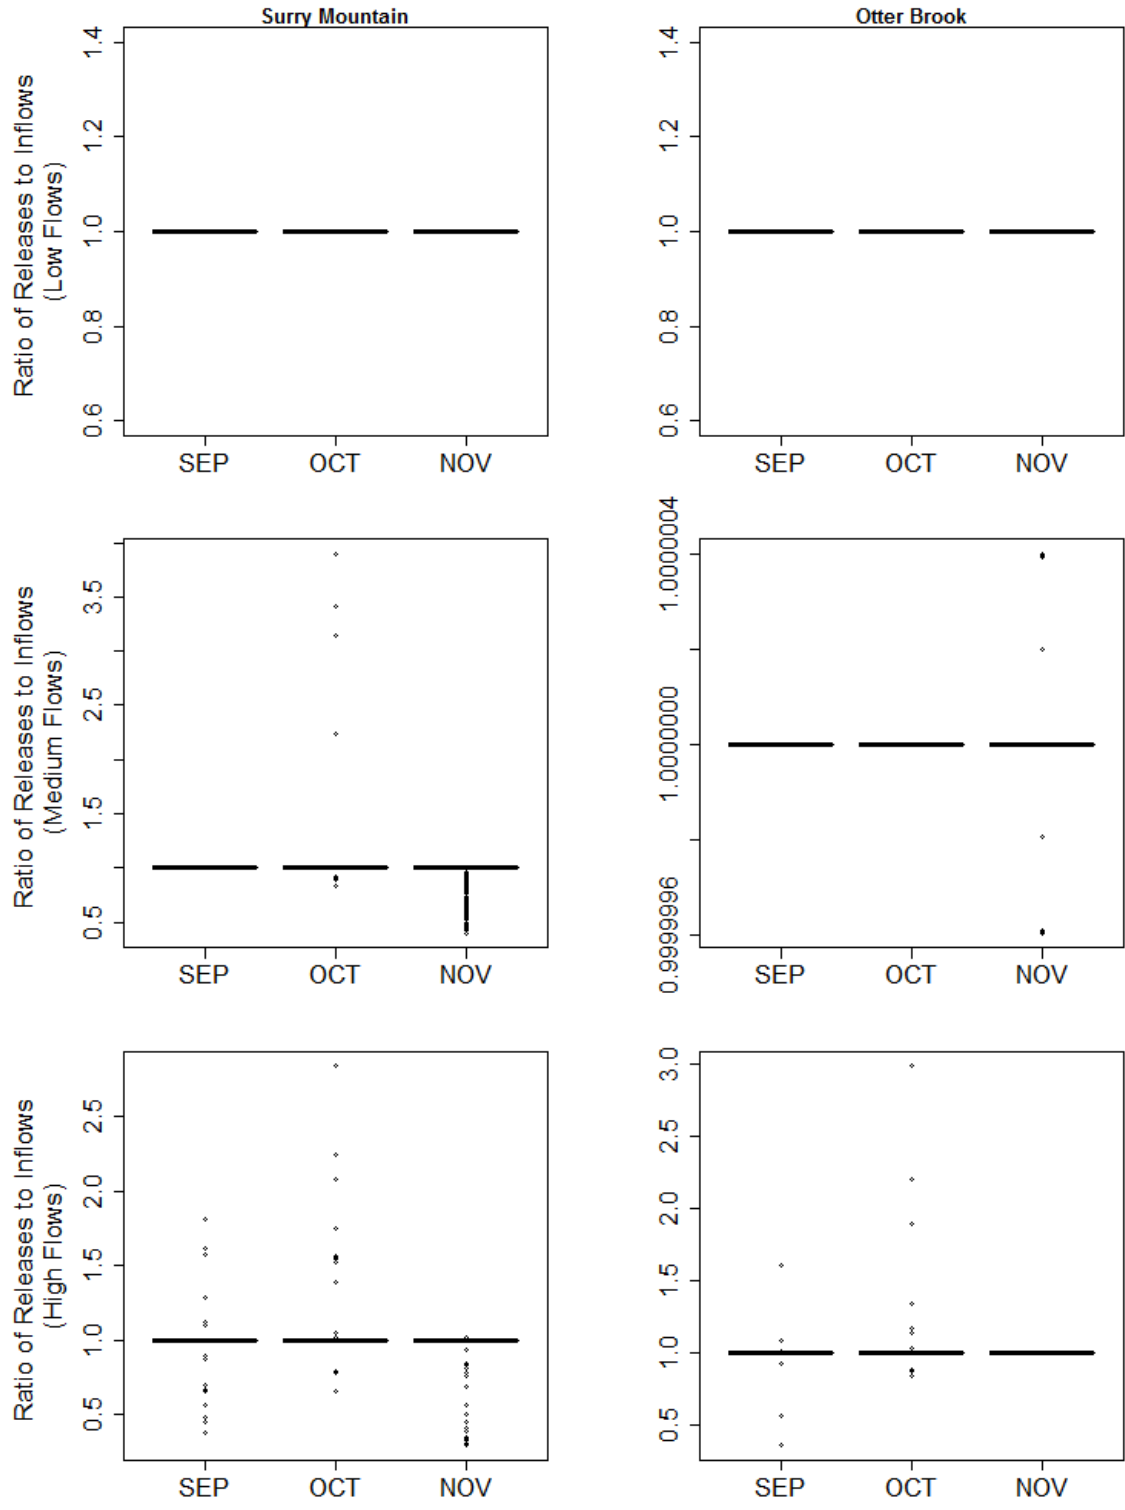 Surry Mountain
Otter Brook
Ratio of Releases to Inflows
(Low Flows)
1.4
1.2
1.0
0.8
0.6
SEP OCT NOV
1.4
1.2
1.0
0.8
0.6
SEP OCT NOV
Ratio of Releases to Inflows
(Medium Flows)
3.5
2.5
1.5
0.5
SEP OCT NOV
1.0000004
1.0000000
0.9999996
SEP OCT NOV
Ratio of Releases to Inflows
(High Flows)
2.5
2.0
1.5
1.0
0.5
SEP OCT NOV
3.0
2.5
2.0
1.5
1.0
0.5
SEP OCT NOV